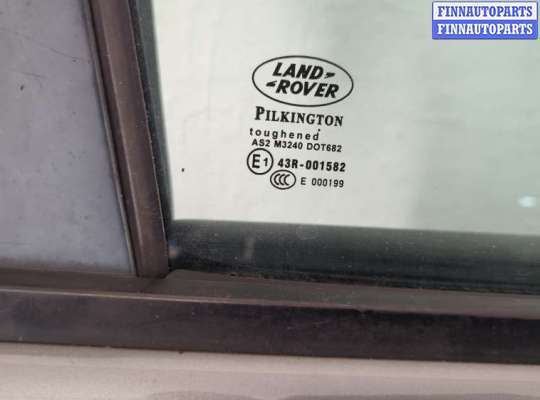 FINNAUTOPARTS
FINNAUTOPARTS
LAND
ROVER
PILKINGTON
toughened
AS2 M3240 DOT682
E1 43R-001582
CCC E 000199